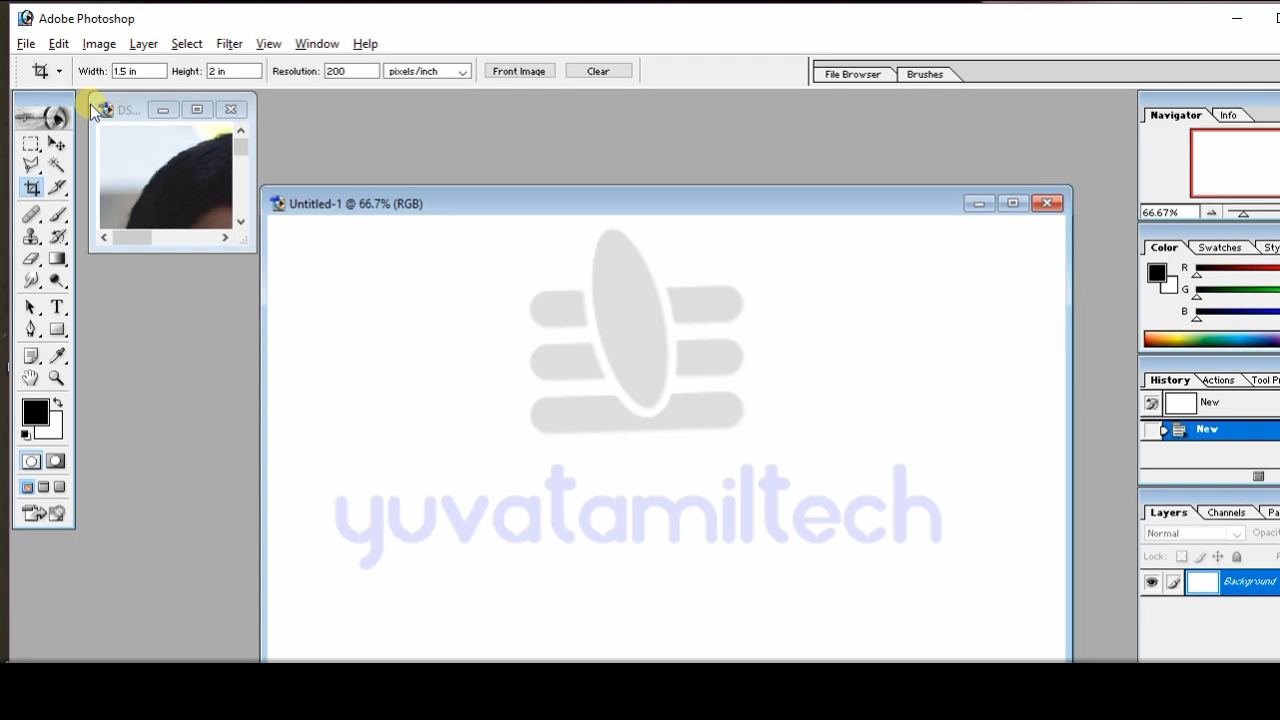 Adobe Photoshop
File Edit Image Layer Select Filter View Window Help
Width: 1.5 in Height: 2 in Resolution: 200 pixels/inch Front Image Clear File Browser Brushes
DS...
Navigator Info
Untitled-1 @ 66.7% (RGB)
66.67%
Color Swatches Sty
R
G
B
T
History Actions Tool Pr
New
New
yuvatamiltech
Layers Channels Pa
Normal Opaci
Lock: F
Background